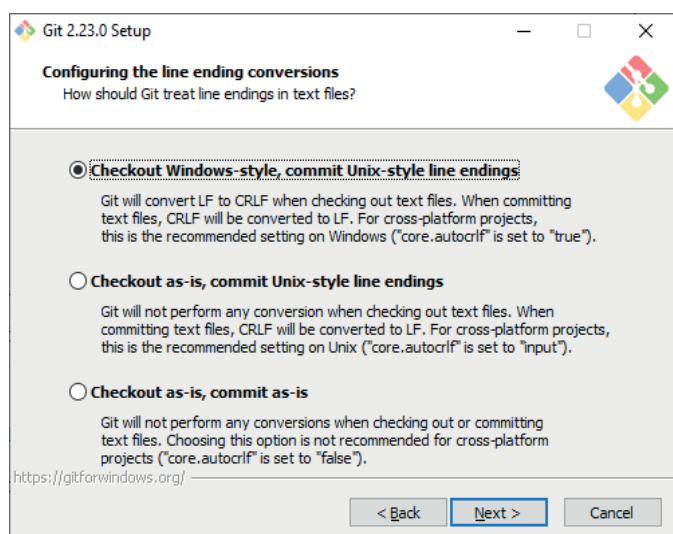 Git 2.23.0 Setup
Configuring the line ending conversions
How should Git treat line endings in text files?
Checkout Windows-style, commit Unix-style line endings
Git will convert LF to CRLF when checking out text files. When committing
text files, CRLF will be converted to LF. For cross-platform projects,
this is the recommended setting on Windows ("core.autocrlf" is set to "true").
Checkout as-is, commit Unix-style line endings
Git will not perform any conversion when checking out text files. When
committing text files, CRLF will be converted to LF. For cross-platform projects,
this is the recommended setting on Unix ("core.autocrlf" is set to "input").
Checkout as-is, commit as-is
Git will not perform any conversions when checking out or committing
text files. Choosing this option is not recommended for cross-platform
projects ("core.autocrlf" is set to "false").
https://gitforwindows.org/
< Back Next > Cancel